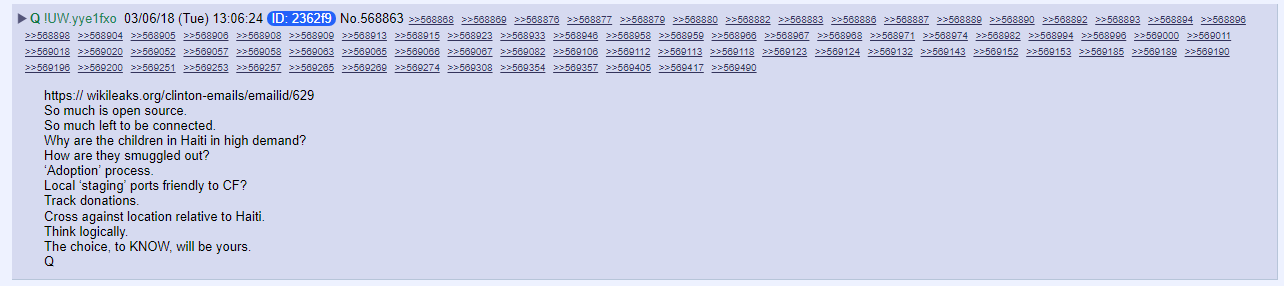 ▶ Q !UW.yye1fxo 03/06/18 (Tue) 13:06:24 ID: 2362f9 No.568863 >>568868 >>568869 >>568876 >>568877 >>568879 >>568880 >>568881 >>568882 >>568883 >>568886 >>568887 >>568889 >>568890 >>568892 >>568893 >>568894 >>568896
>>568898 >>568904 >>568905 >>568906 >>568908 >>568909 >>568913 >>568915 >>568923 >>568933 >>568946 >>568958 >>568959 >>568966 >>568967 >>568968 >>568971 >>568974 >>568982 >>568994 >>568996 >>569000 >>569011
>>569018 >>569020 >>569052 >>569057 >>569058 >>569063 >>569065 >>569066 >>569067 >>569082 >>569106 >>569112 >>569113 >>569118 >>569123 >>569124 >>569132 >>569143 >>569152 >>569153 >>569185 >>569189 >>569190
>>569196 >>569200 >>569251 >>569253 >>569257 >>569265 >>569269 >>569274 >>569308 >>569354 >>569357 >>569405 >>569417 >>569490
https:// wikileaks.org/clinton-emails/emailid/629
So much is open source.
So much left to be connected.
Why are the children in Haiti in high demand?
How are they smuggled out?
‘Adoption’ process.
Local ‘staging’ ports friendly to CF?
Track donations.
Cross against location relative to Haiti.
Think logically.
The choice, to KNOW, will be yours.
Q